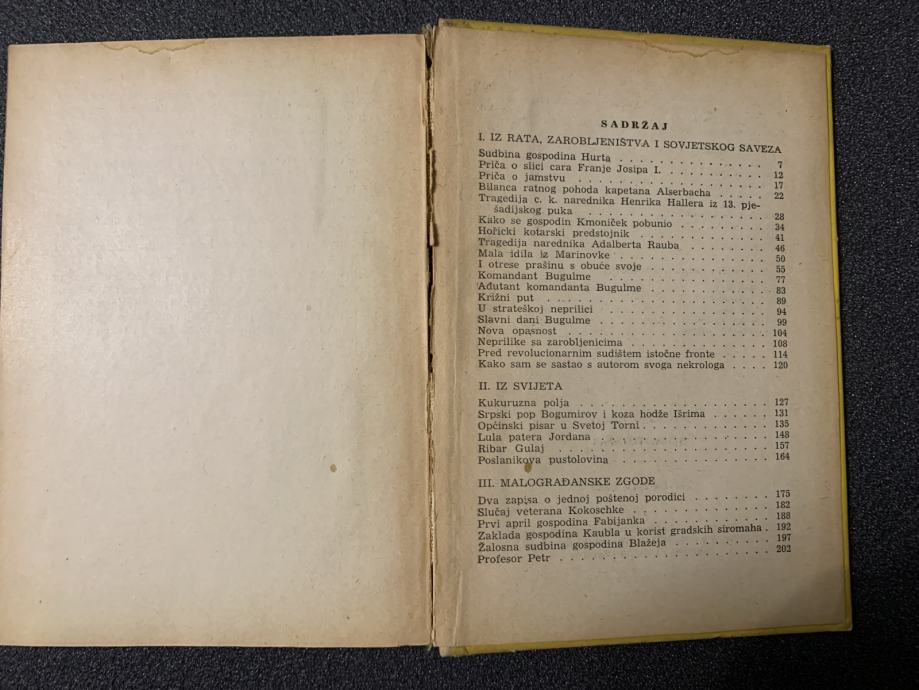 SADRŽAJ
I. IZ RATA, ZAROBLJENIŠTVA I SOVJETSKOG SAVEZA
Sudbina gospodina Hurta . . . . . . . . . . . . . 7
Priča o slici cara Franje Josipa I. . . . . . . . . . . 12
Priča o jamstvu . . . . . . . . . . . . . . . . 17
Bilanca ratnog pohoda kapetana Alserbacha . . . . . 22
Tragedija c. k. narednika Henrika Hallera iz 13. pje-
šadijskog puka . . . . . . . . . . . . . . . 28
Kako se gospodin Kmoniček pobunio . . . . . . . . 34
Hořicki kotarski predstojnik . . . . . . . . . . . . 41
Tragedija narednika Adalberta Rauba . . . . . . . . 46
Mala idila iz Marinovke . . . . . . . . . . . . . 50
I otrese prašinu s obuće svoje . . . . . . . . . . . 55
Komandant Bugulme . . . . . . . . . . . . . . 77
Ađutant komandanta Bugulme . . . . . . . . . . . 83
Križni put . . . . . . . . . . . . . . . . . . 89
U strateškoj neprilici . . . . . . . . . . . . . . 94
Slavni dani Bugulme . . . . . . . . . . . . . . 99
Nova opasnost . . . . . . . . . . . . . . . . 104
Neprilike sa zarobljenicima . . . . . . . . . . . . 108
Pred revolucionarnim sudištem istočne fronte . . . . . 114
Kako sam se sastao s autorom svoga nekrologa . . . . 120
II. IZ SVIJETA
Kukuruzna polja . . . . . . . . . . . . . . . . 127
Srpski pop Bogumirov i koza hodže Išrima . . . . . . 131
Općinski pisar u Svetoj Torni . . . . . . . . . . . 135
Lula patera Jordana . . . . . . . . . . . . . . 148
Ribar Gulaj . . . . . . . . . . . . . . . . . 157
Poslanikova pustolovina . . . . . . . . . . . . . 164
III. MALOGRAĐANSKE ZGODE
Dva zapisa o jednoj poštenoj porodici . . . . . . . . 175
Slučaj veterana Kokoschke . . . . . . . . . . . . 182
Prvi april gospodina Fabijanka . . . . . . . . . . . 188
Zaklada gospodina Kaubla u korist gradskih siromaha . 192
Žalosna sudbina gospodina Blažeja . . . . . . . . . 197
Profesor Petr . . . . . . . . . . . . . . . . . 202